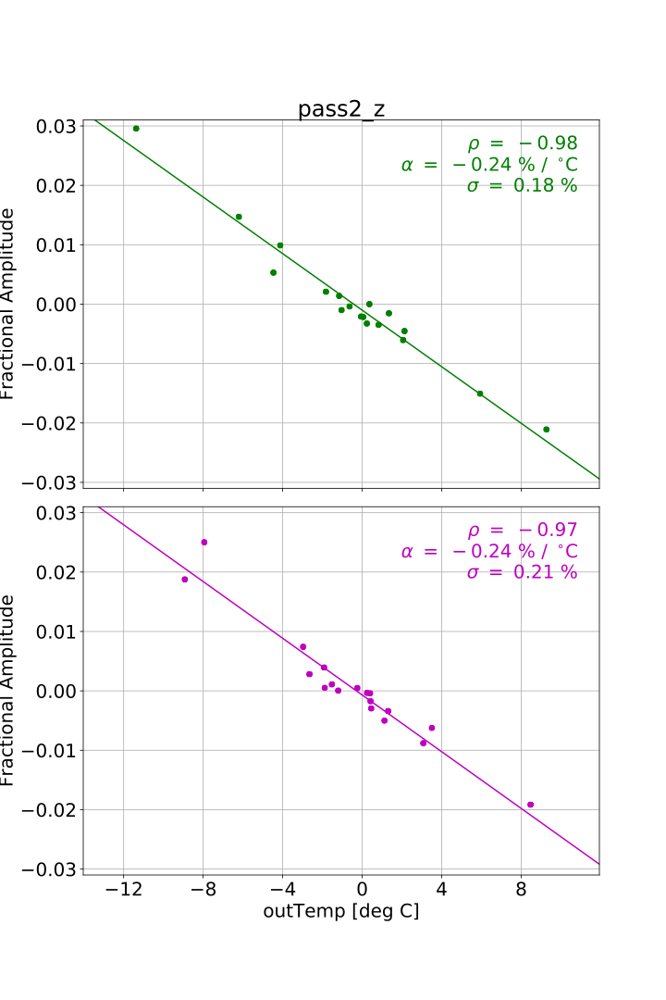 pass2_z
0.03
0.02
0.01
0.00
−0.01
−0.02
−0.03
Fractional Amplitude
ρ = −0.98
α = −0.24 % / °C
σ = 0.18 %
0.03
0.02
0.01
0.00
−0.01
−0.02
−0.03
Fractional Amplitude
ρ = −0.97
α = −0.24 % / °C
σ = 0.21 %
−12 −8 −4 0 4 8
outTemp [deg C]